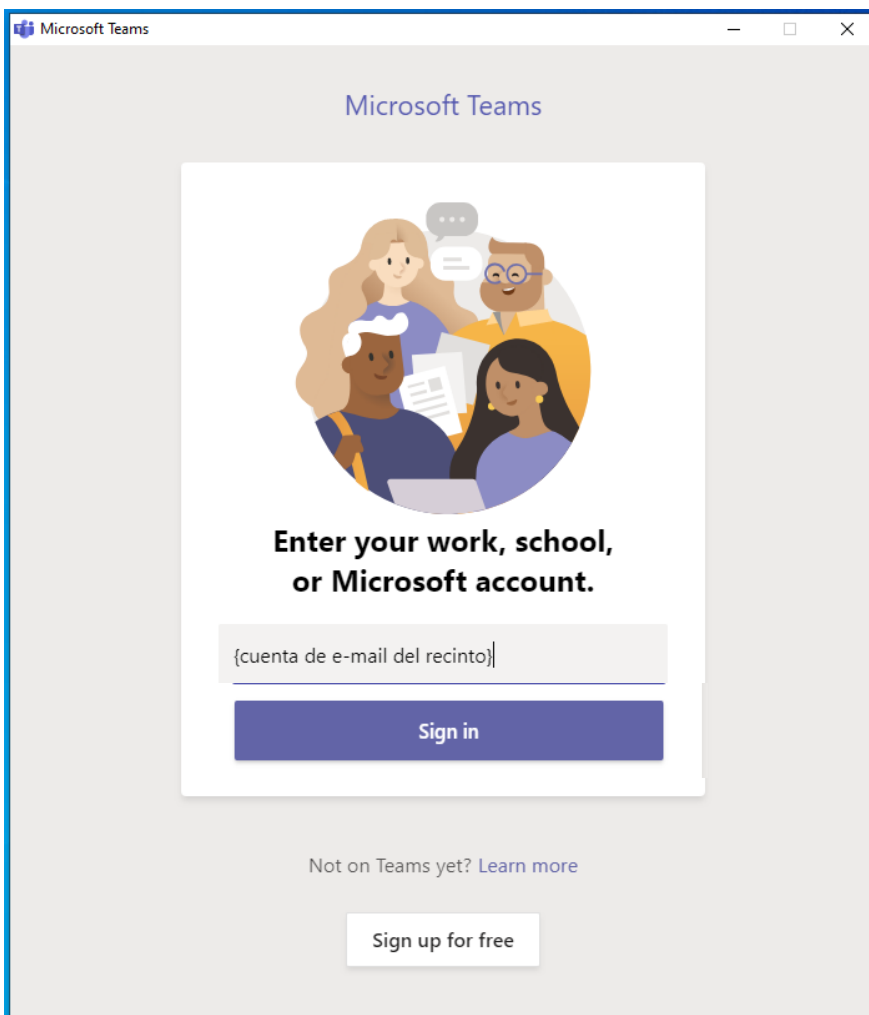 Microsoft Teams
Microsoft Teams
Enter your work, school,
or Microsoft account.
{cuenta de e-mail del recinto}
Sign in
Not on Teams yet? Learn more
Sign up for free